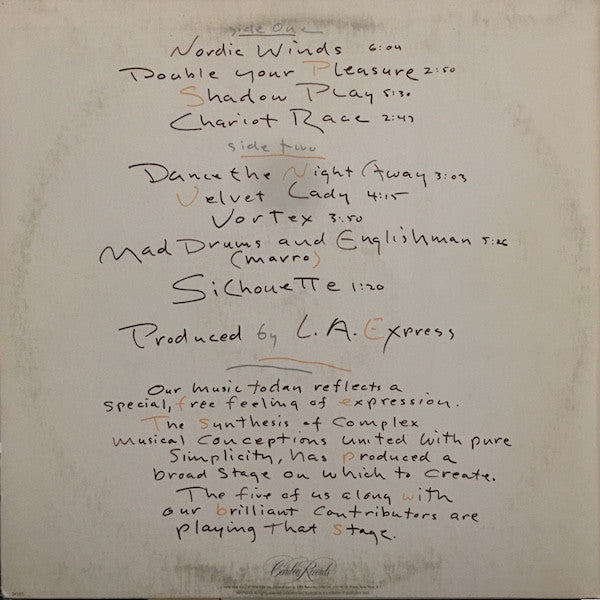 side One
Nordic Winds 6:04
Double your Pleasure 2:50
Shadow Play 5:30
Chariot Race 2:47
side two
Dance the Night Away 3:03
Velvet Lady 4:15
Vortex 3:50
Mad Drums and Englishman 5:26
(mavro)
Silhouette 1:20
Produced by L.A. Express
Our music today reflects a
special, free feeling of expression.
The synthesis of complex
musical conceptions united with pure
simplicity, has produced a
broad stage on which to create.
The five of us along with
our brilliant contributors are
playing that stage.
Caribou Records